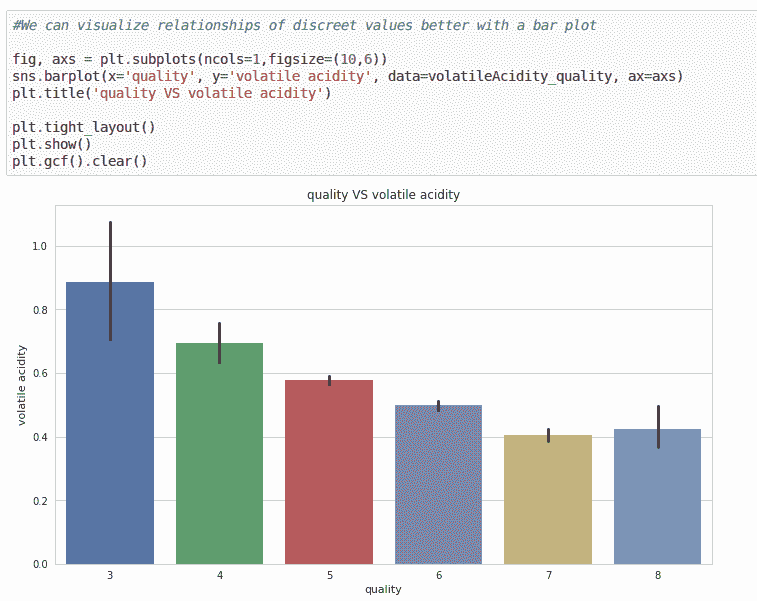 #We can visualize relationships of discreet values better with a bar plot
fig, axs = plt.subplots(ncols=1,figsize=(10,6))
sns.barplot(x='quality', y='volatile acidity', data=volatileAcidity_quality, ax=axs)
plt.title('quality VS volatile acidity')
plt.tight_layout()
plt.show()
plt.gcf().clear()
quality VS volatile acidity
1.0
0.8
0.6
0.4
0.2
0.0
volatile acidity
3 4 5 6 7 8
quality